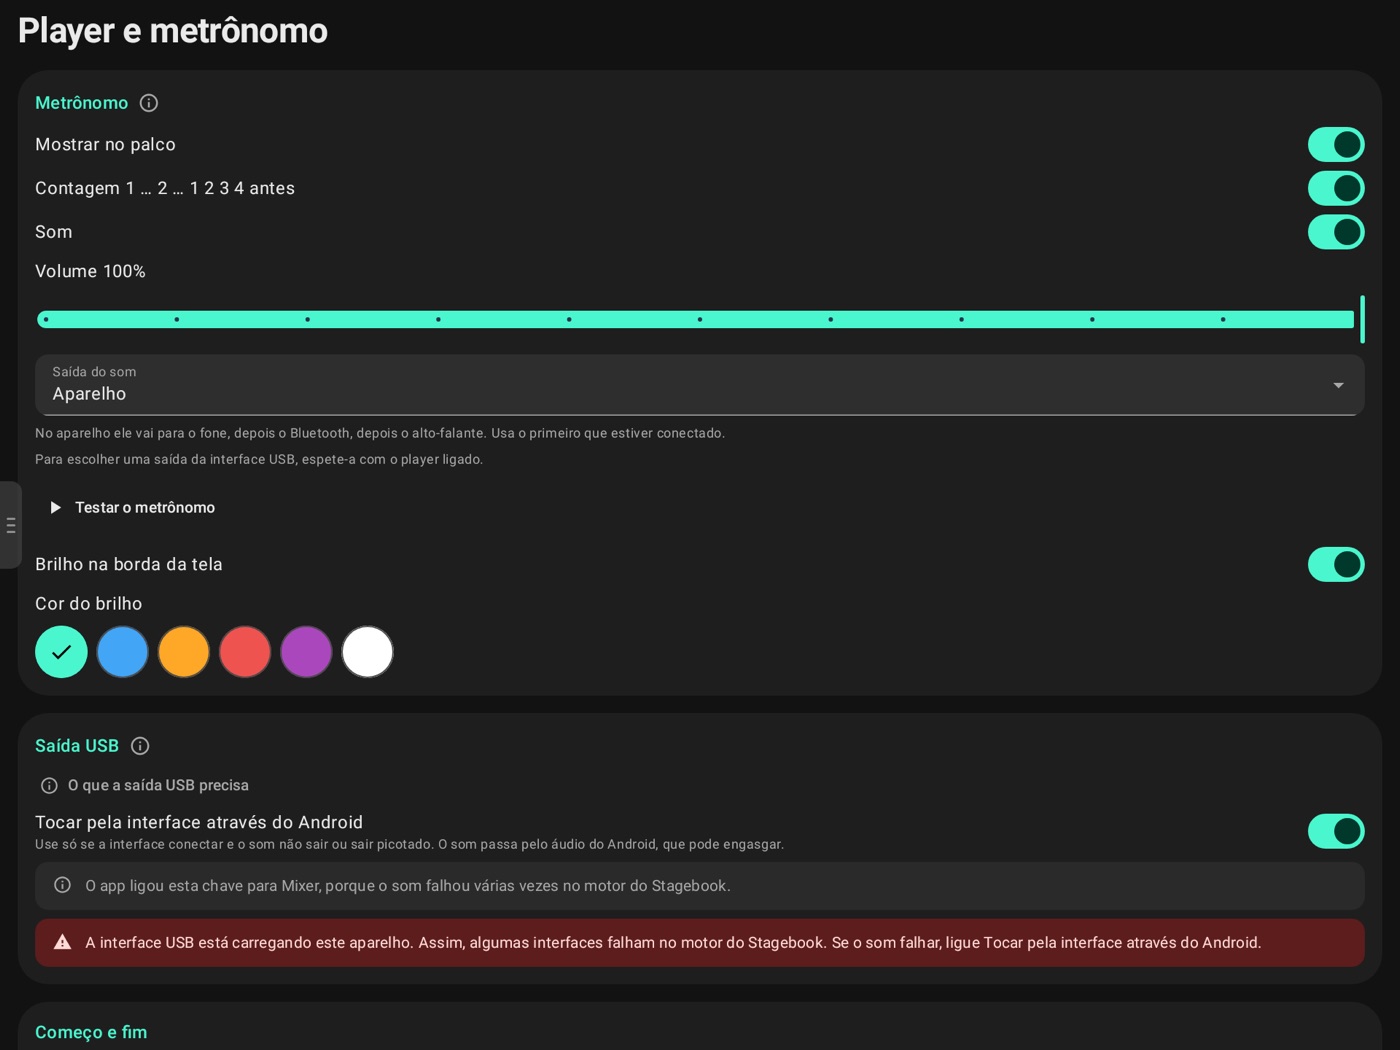 Player e metrônomo
Metrônomo
Mostrar no palco
Contagem 1 ... 2 ... 1 2 3 4 antes
Som
Volume 100%
Saída do som
Aparelho
No aparelho ele vai para o fone, depois o Bluetooth, depois o alto-falante. Usa o primeiro que estiver conectado.
Para escolher uma saída da interface USB, espete-a com o player ligado.
Testar o metrônomo
Brilho na borda da tela
Cor do brilho
Saída USB
O que a saída USB precisa
Tocar pela interface através do Android
Use só se a interface conectar e o som não sair ou sair picotado. O som passa pelo áudio do Android, que pode engasgar.
O app ligou esta chave para Mixer, porque o som falhou várias vezes no motor do Stagebook.
A interface USB está carregando este aparelho. Assim, algumas interfaces falham no motor do Stagebook. Se o som falhar, ligue Tocar pela interface através do Android.
Começo e fim